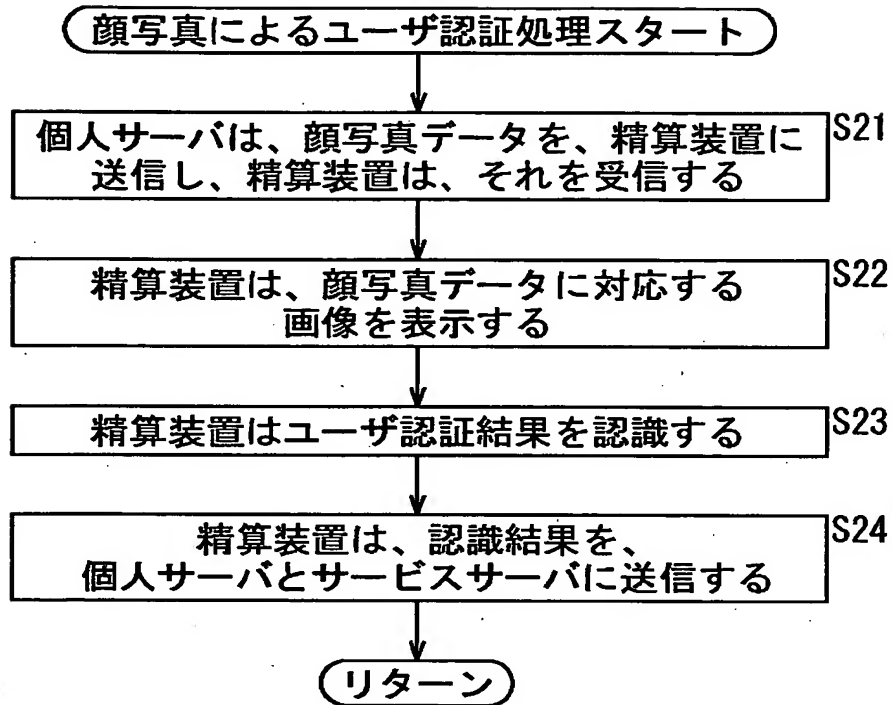 顔写真によるユーザ認証処理スタート
個人サーバは、顔写真データを、精算装置に
送信し、精算装置は、それを受信する
S21
精算装置は、顔写真データに対応する
画像を表示する
S22
精算装置はユーザ認証結果を認識する
S23
精算装置は、認識結果を、
個人サーバとサービスサーバに送信する
S24
リターン